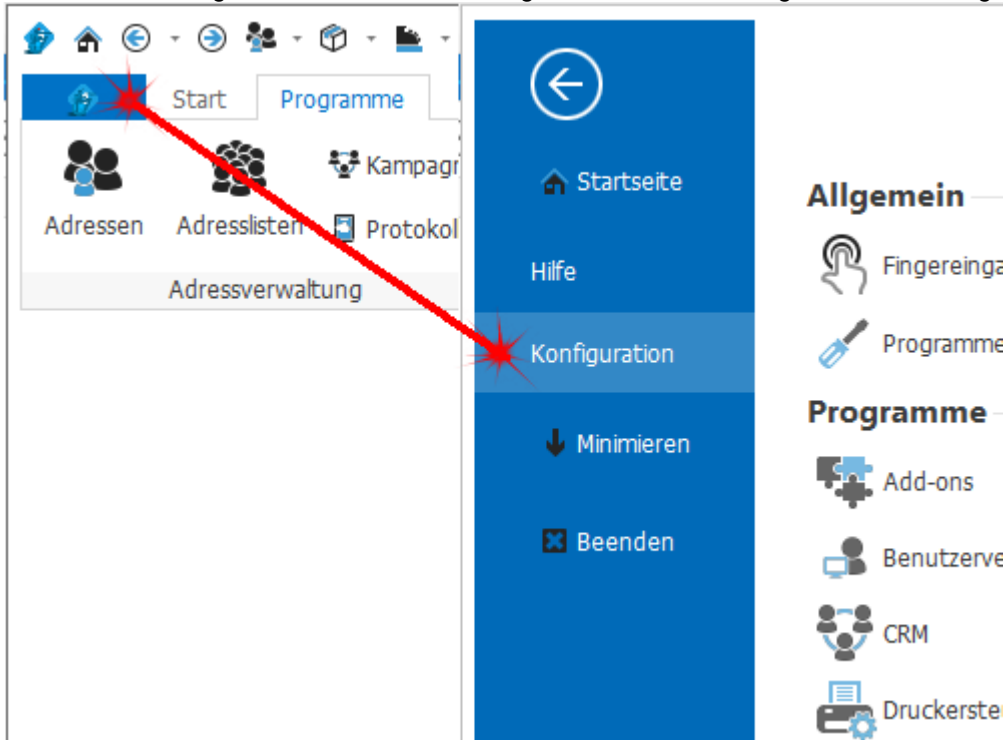 Start Programme
Adressen Adresslisten
Adressverwaltung
Startseite
Hilfe
Konfiguration
Minimieren
Beenden
Allgemein
Programme
Add-ons
CRM